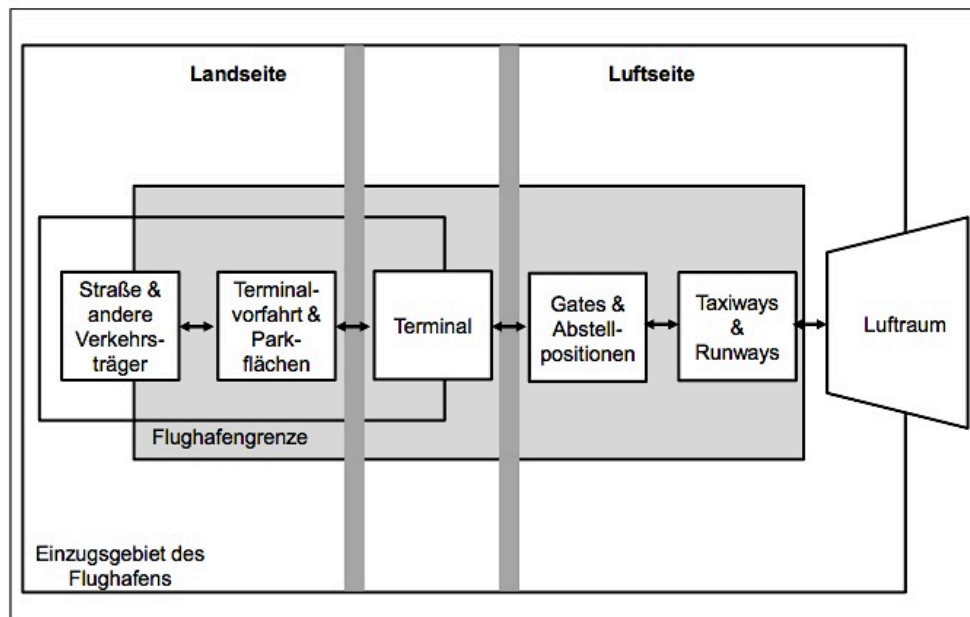 Landseite
Luftseite
Straße &
andere
Verkehrs-
träger
Terminal-
vorfahrt &
Park-
flächen
Terminal
Gates &
Abstell-
positionen
Taxiways
&
Runways
Luftraum
Flughafengrenze
Einzugsgebiet des
Flughafens